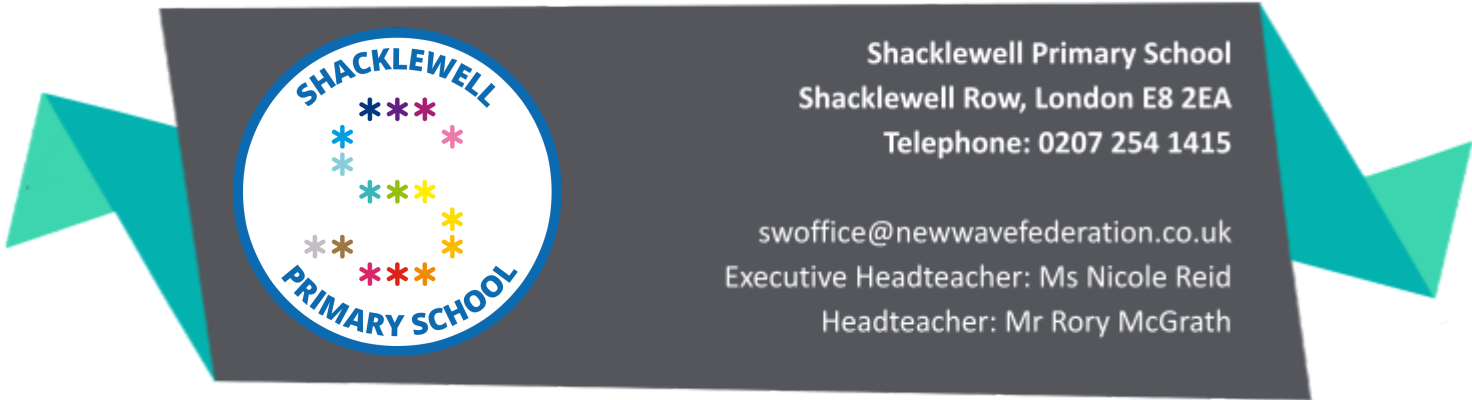 SHACKLEWELL
PRIMARY SCHOOL
Shacklewell Primary School
Shacklewell Row, London E8 2EA
Telephone: 0207 254 1415
swoffice@newwavefederation.co.uk
Executive Headteacher: Ms Nicole Reid
Headteacher: Mr Rory McGrath